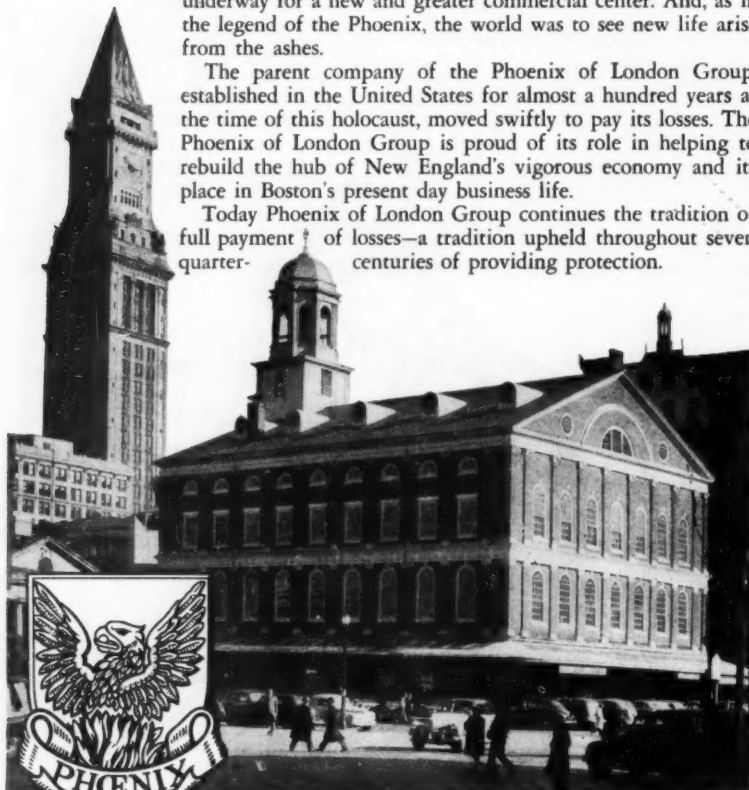 underway for a new and greater commercial center. And, as in
the legend of the Phoenix, the world was to see new life aris
from the ashes.
The parent company of the Phoenix of London Group
established in the United States for almost a hundred years a
the time of this holocaust, moved swiftly to pay its losses. Th
Phoenix of London Group is proud of its role in helping to
rebuild the hub of New England's vigorous economy and it
place in Boston's present day business life.
Today Phoenix of London Group continues the tradition o
full payment of losses—a tradition upheld throughout seven
quarter- centuries of providing protection.
PHŒNIX